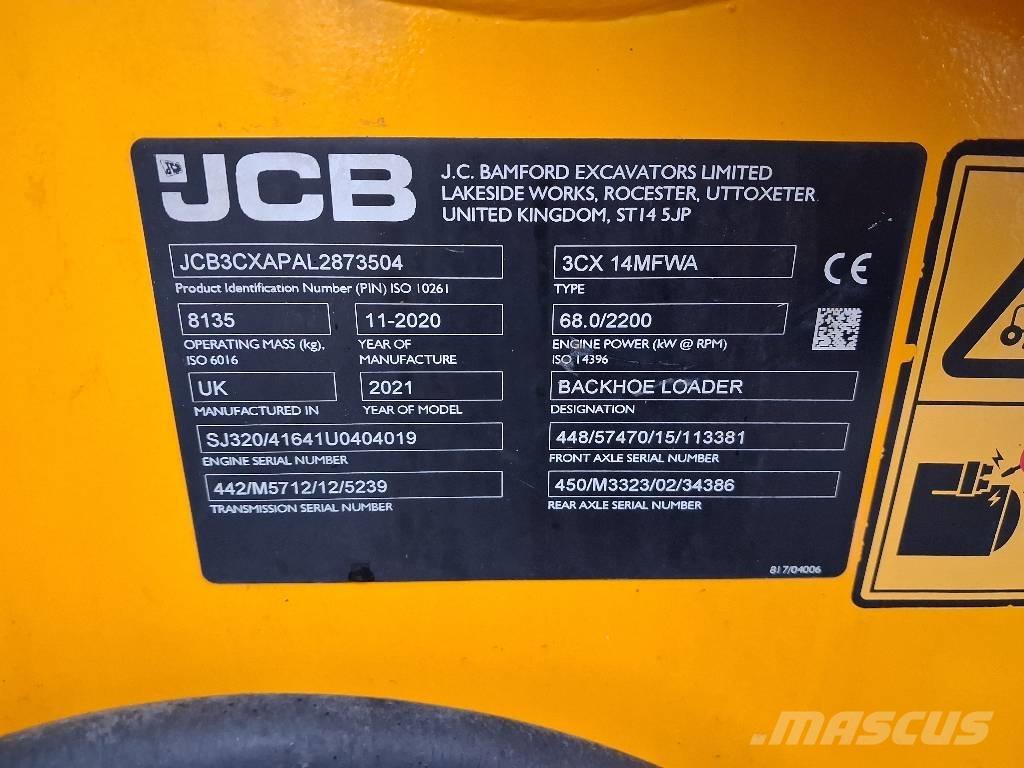 JCB
J.C. BAMFORD EXCAVATORS LIMITED
LAKESIDE WORKS, ROCESTER, UTTOXETER
UNITED KINGDOM, ST14 5JP
JCB3CXAPAL2873504
Product Identification Number (PIN) ISO 10261
3CX 14MFWA
TYPE
CE
8135
OPERATING MASS (kg),
ISO 6016
11-2020
YEAR OF
MANUFACTURE
68.0/2200
ENGINE POWER (kW @ RPM)
ISO 14396
UK
MANUFACTURED IN
2021
YEAR OF MODEL
BACKHOE LOADER
DESIGNATION
SJ320/41641U0404019
ENGINE SERIAL NUMBER
448/57470/15/113381
FRONT AXLE SERIAL NUMBER
442/M5712/12/5239
TRANSMISSION SERIAL NUMBER
450/M3323/02/34386
REAR AXLE SERIAL NUMBER
817/04006
MASCUS